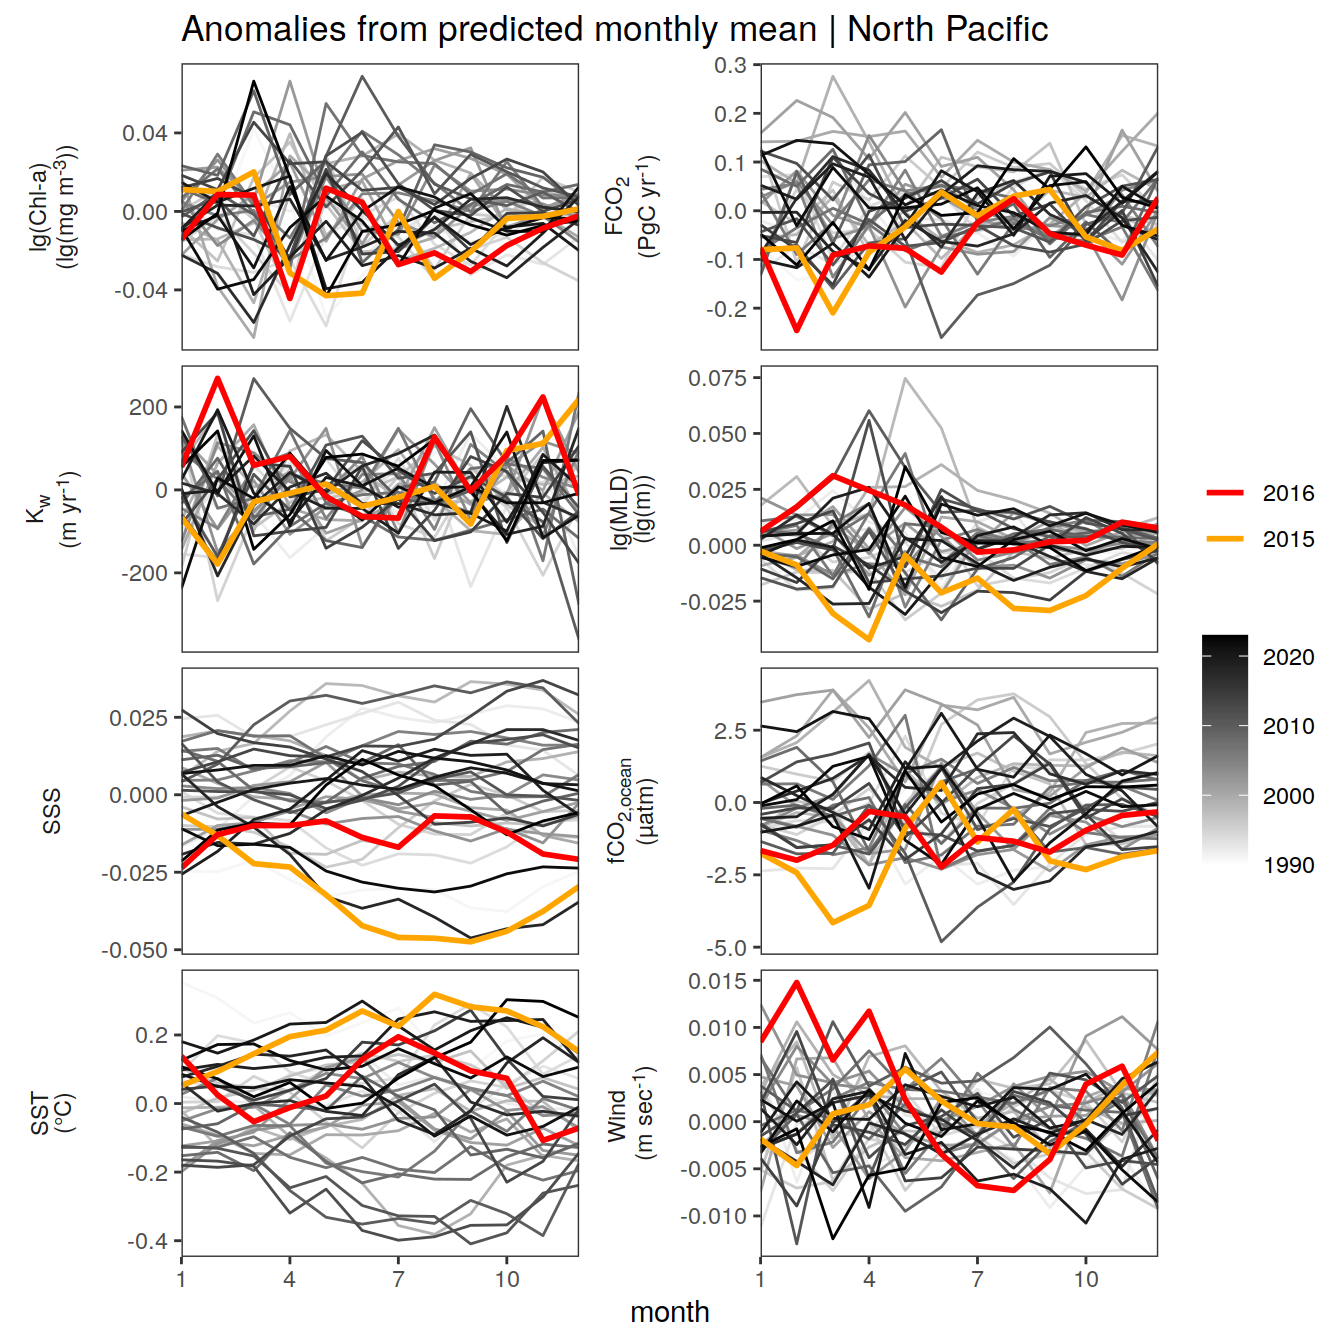 Anomalies from predicted monthly mean | North Pacific
lg(Chl-a)
(lg(mg m⁻³))
0.04
0.00
-0.04
FCO₂
(PgC yr⁻¹)
0.3
0.2
0.1
0.0
-0.1
-0.2
K_w
(m yr⁻¹)
200
0
-200
lg(MLD)
(lg(m))
0.075
0.050
0.025
0.000
-0.025
SSS
0.025
0.000
-0.025
-0.050
fCO₂,ocean
(µatm)
2.5
0.0
-2.5
-5.0
SST
(°C)
0.2
0.0
-0.2
-0.4
1 4 7 10
Wind
(m sec⁻¹)
0.015
0.010
0.005
0.000
-0.005
-0.010
1 4 7 10
month
2016
2015
2020
2010
2000
1990